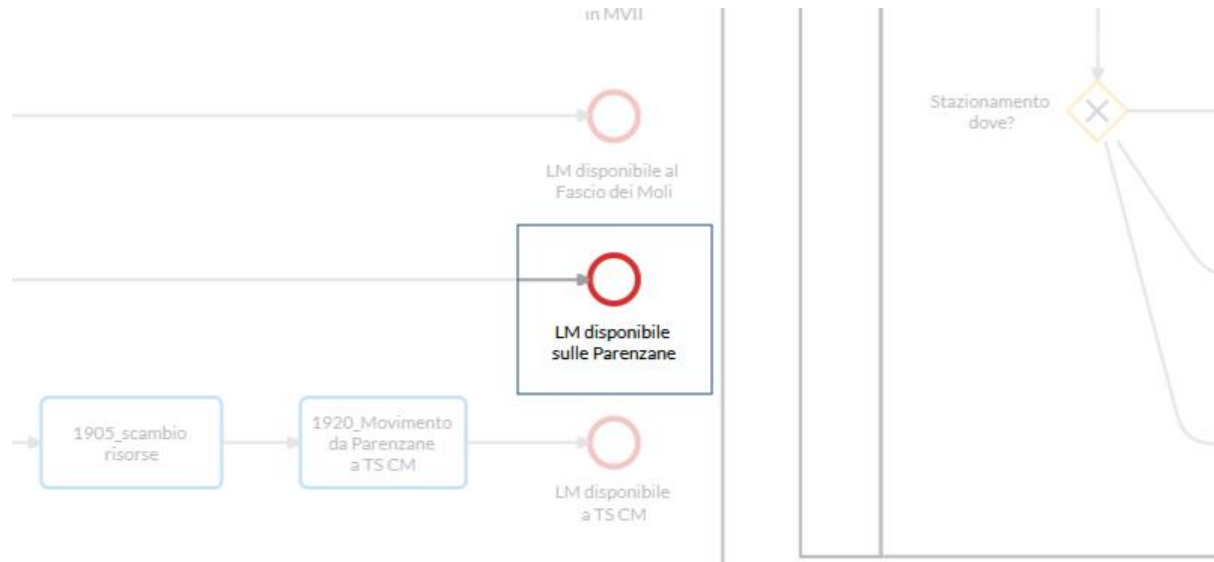 in MVII
Stazionamento
dove?
LM disponibile al
Fascio dei Moli
LM disponibile
sulle Parenzane
1905_scambio
risorse
1920_Movimento
da Parenzane
a TS CM
LM disponibile
a TS CM